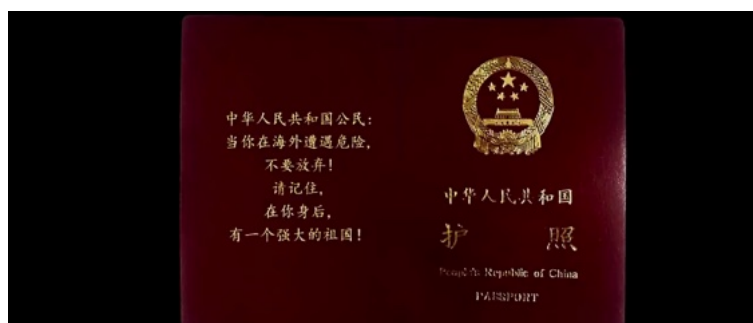 中华人民共和国公民：
当你在海外遭遇危险，
不要放弃！
请记住，
在你身后，
有一个强大的祖国！
中华人民共和国
护 照
People's Republic of China
PASSPORT